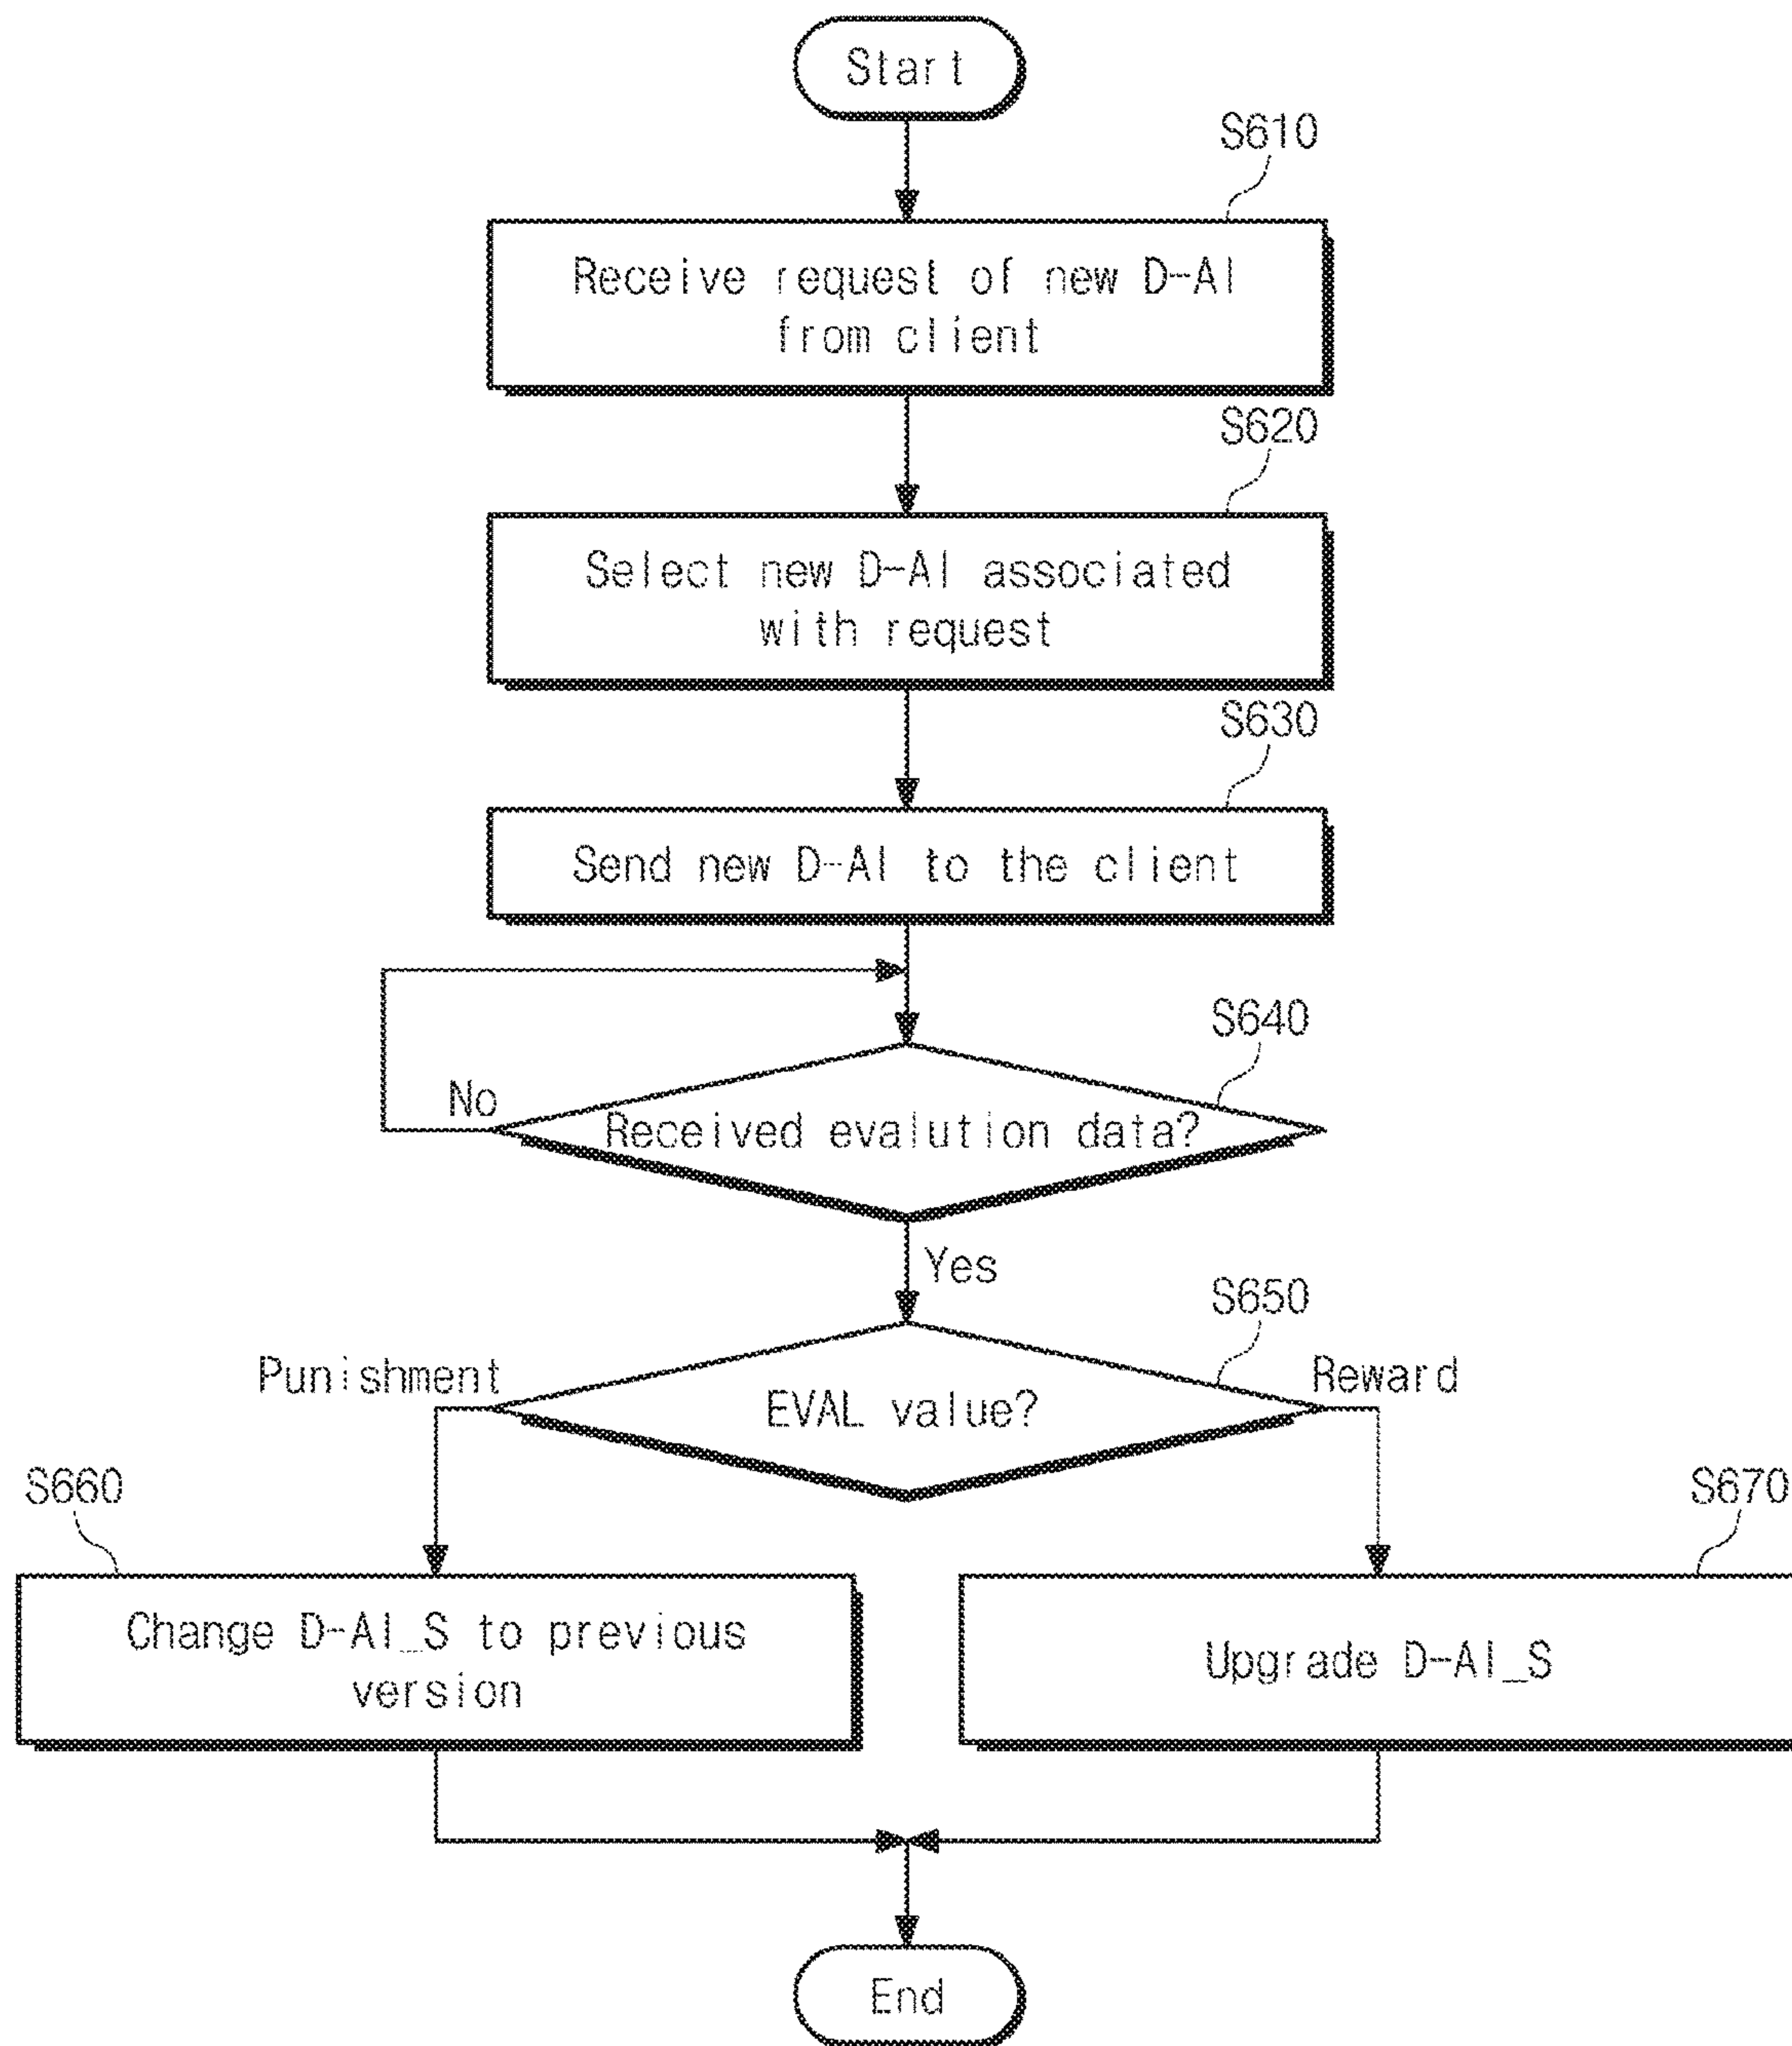 Start
S610
Receive request of new D-AI
from client
S620
Select new D-AI associated
with request
S630
Send new D-AI to the client
S640
No
Received evalution data?
Yes
S650
Punishment
Reward
EVAL value?
S660
S670
Change D-AI_S to previous
version
Upgrade D-AI_S
End